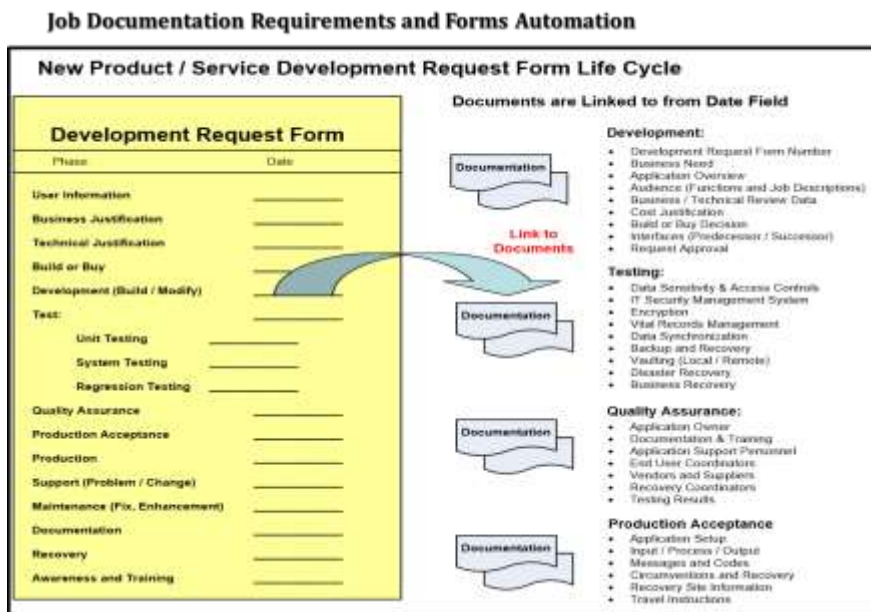 Job Documentation Requirements and Forms Automation
New Product / Service Development Request Form Life Cycle
Development Request Form
Phase: Date
User Information
Business Justification
Technical Justification
Build or Buy
Development (Build / Modify)
Test:
Unit Testing
System Testing
Regression Testing
Quality Assurance
Production Acceptance
Production
Support (Problem / Change)
Maintenance (Fix, Enhancement)
Documentation
Recovery
Awareness and Training
Documents are Linked to from Date Field
Link to
Documents
Documentation
Development:
• Development Request Form Number
• Business Need
• Application Overview
• Audience (Functions and Job Descriptions)
• Business / Technical Review Data
• Cost Justification
• Build or Buy Decision
• Interfaces (Predecessor / Successor)
• Request Approval
Documentation
Testing:
• Data Sensitivity & Access Controls
• IT Security Management System
• Encryption
• Vital Records Management
• Data Synchronization
• Backup and Recovery
• Vaulting (Local / Remote)
• Disaster Recovery
• Business Recovery
Documentation
Quality Assurance:
• Application Owner
• Documentation & Training
• Application Support Personnel
• End User Coordinators
• Vendors and Suppliers
• Recovery Coordinators
• Testing Results
Documentation
Production Acceptance
• Application Setup
• Input / Process / Output
• Messages and Codes
• Circumventions and Recovery
• Recovery Site Information
• Travel Instructions